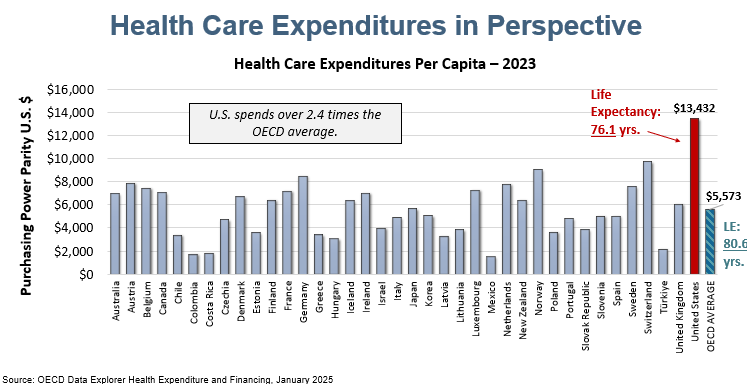 Health Care Expenditures in Perspective
Health Care Expenditures Per Capita – 2023
Purchasing Power Parity U.S. $
$16,000
$14,000
$12,000
$10,000
$8,000
$6,000
$4,000
$2,000
$0
U.S. spends over 2.4 times the
OECD average.
Life
Expectancy:
76.1 yrs.
$13,432
$5,573
LE:
80.6
yrs.
Australia
Austria
Belgium
Canada
Chile
Colombia
Costa Rica
Czechia
Denmark
Estonia
Finland
France
Germany
Greece
Hungary
Iceland
Ireland
Israel
Italy
Japan
Korea
Latvia
Lithuania
Luxembourg
Mexico
Netherlands
New Zealand
Norway
Poland
Portugal
Slovak Republic
Slovenia
Spain
Sweden
Switzerland
Türkiye
United Kingdom
United States
OECD AVERAGE
Source: OECD Data Explorer Health Expenditure and Financing, January 2025